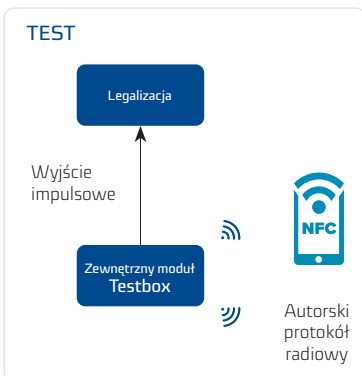 TEST
Legalizacja
Wyjście
impulsowe
NFC
Zewnętrzny moduł
Testbox
Autorski
protokół
radiowy